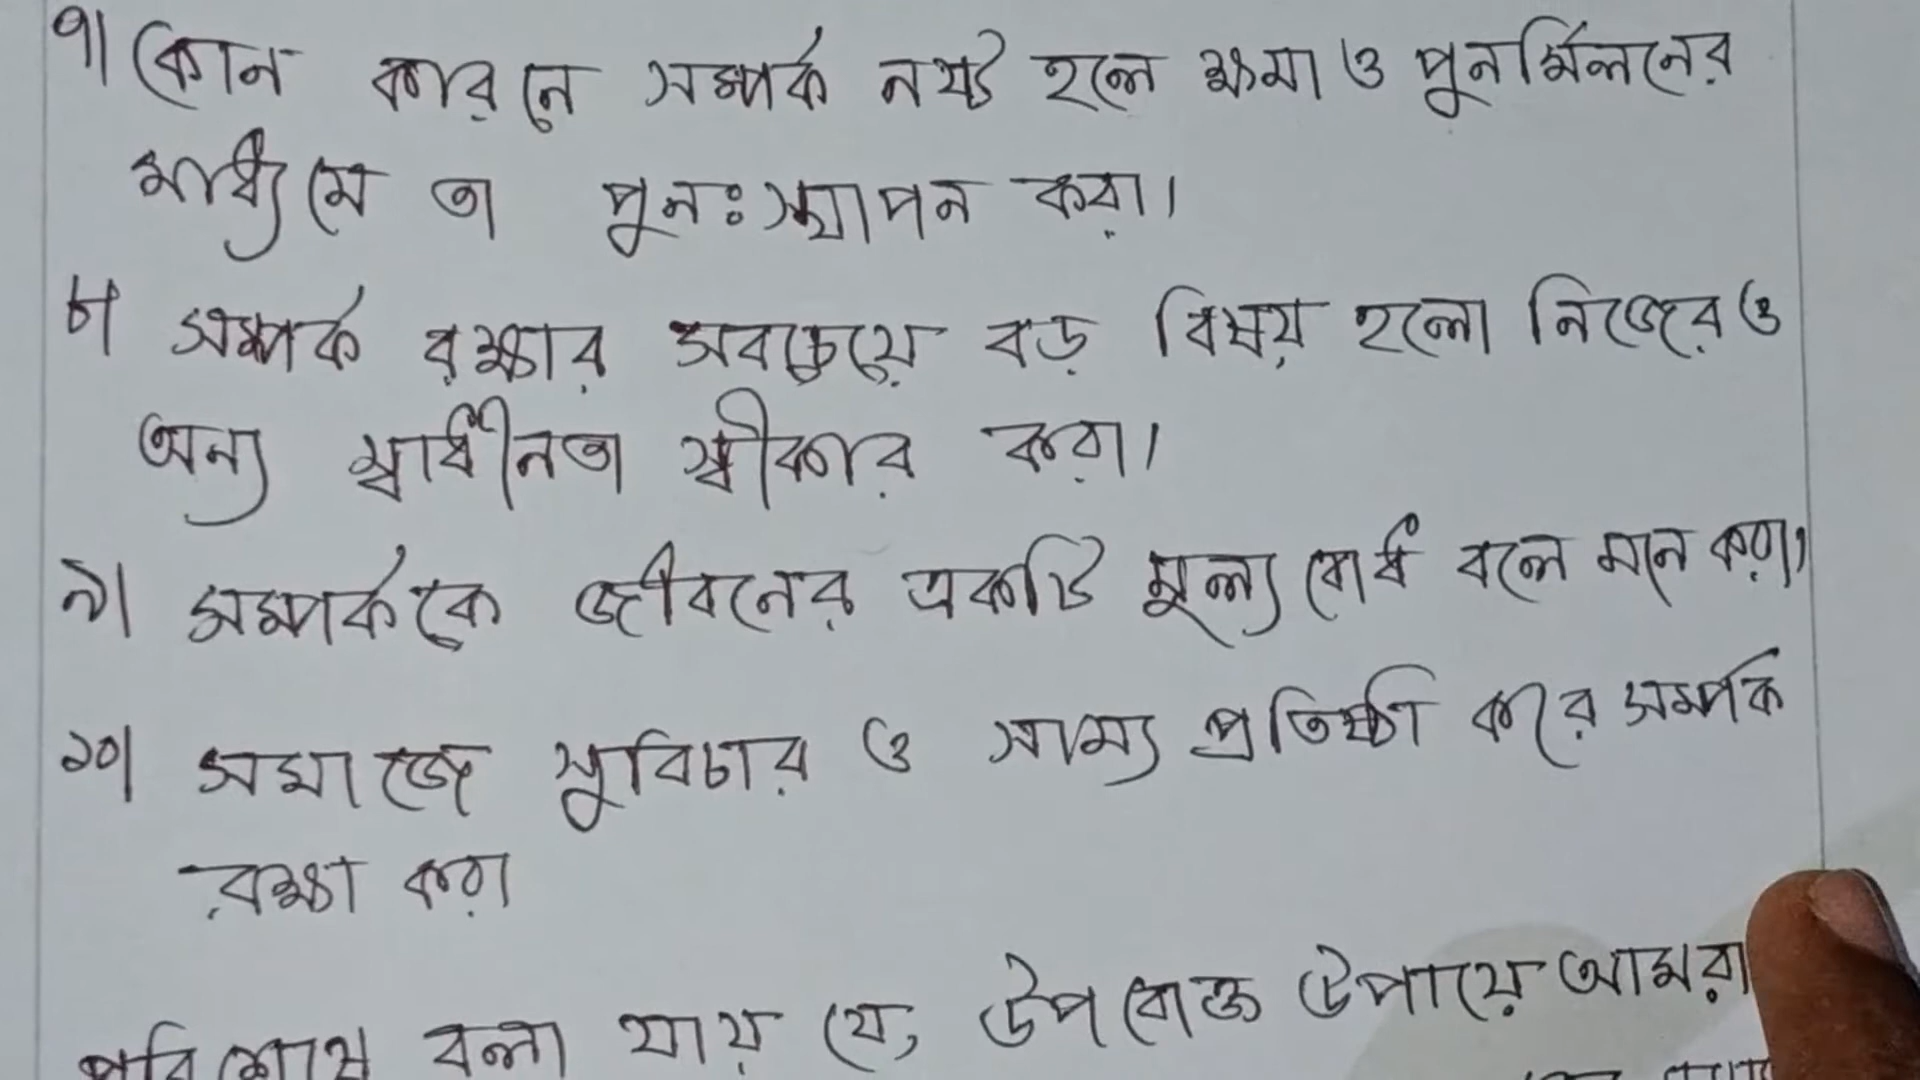 ৭। কোন কারনে সম্পর্ক নষ্ট হলে ক্ষমা ও পুনর্মিলনের
মাধ্যমে তা পুনঃস্থাপন করা।
৮। সম্পর্ক রক্ষার সবচেয়ে বড় বিষয় হলো নিজের ও
অন্য স্বাধীনতা স্বীকার করা।
৯। সম্পর্ককে জীবনের একটি মূল্য বোধ বলে মনে করা।
১০। সমাজে সুবিচার ও সাম্য প্রতিষ্ঠা করে সম্পর্ক
রক্ষা করা
পরিশেষে বলা যায় যে, উপরোক্ত উপায়ে আমরা